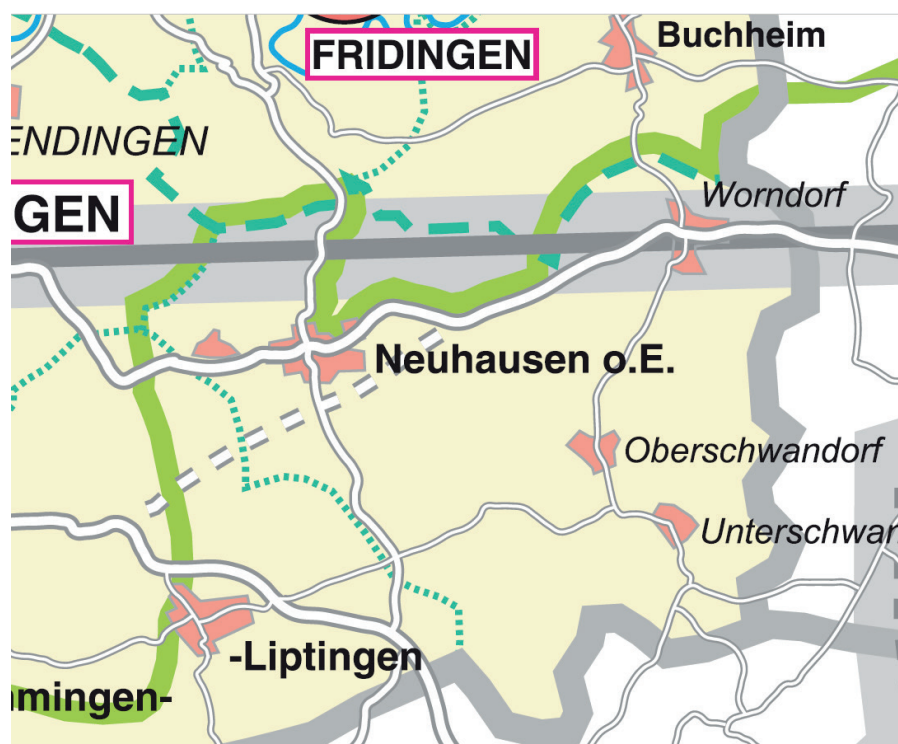 Buchheim
FRIDINGEN
ENDINGEN
Worndorf
GEN
Neuhausen o.E.
Oberschwandorf
Unterschwan
-Liptingen
mingen-